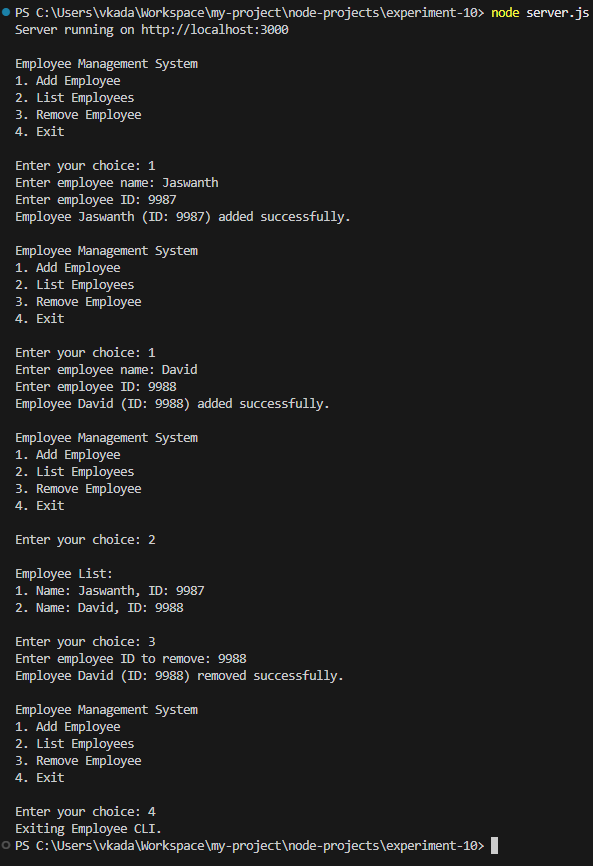 PS C:\Users\vkada\Workspace\my-project\node-projects\experiment-10> node server.js
Server running on http://localhost:3000

Employee Management System
1. Add Employee
2. List Employees
3. Remove Employee
4. Exit

Enter your choice: 1
Enter employee name: Jaswanth
Enter employee ID: 9987
Employee Jaswanth (ID: 9987) added successfully.

Employee Management System
1. Add Employee
2. List Employees
3. Remove Employee
4. Exit

Enter your choice: 1
Enter employee name: David
Enter employee ID: 9988
Employee David (ID: 9988) added successfully.

Employee Management System
1. Add Employee
2. List Employees
3. Remove Employee
4. Exit

Enter your choice: 2

Employee List:
1. Name: Jaswanth, ID: 9987
2. Name: David, ID: 9988

Enter your choice: 3
Enter employee ID to remove: 9988
Employee David (ID: 9988) removed successfully.

Employee Management System
1. Add Employee
2. List Employees
3. Remove Employee
4. Exit

Enter your choice: 4
Exiting Employee CLI.
PS C:\Users\vkada\Workspace\my-project\node-projects\experiment-10>